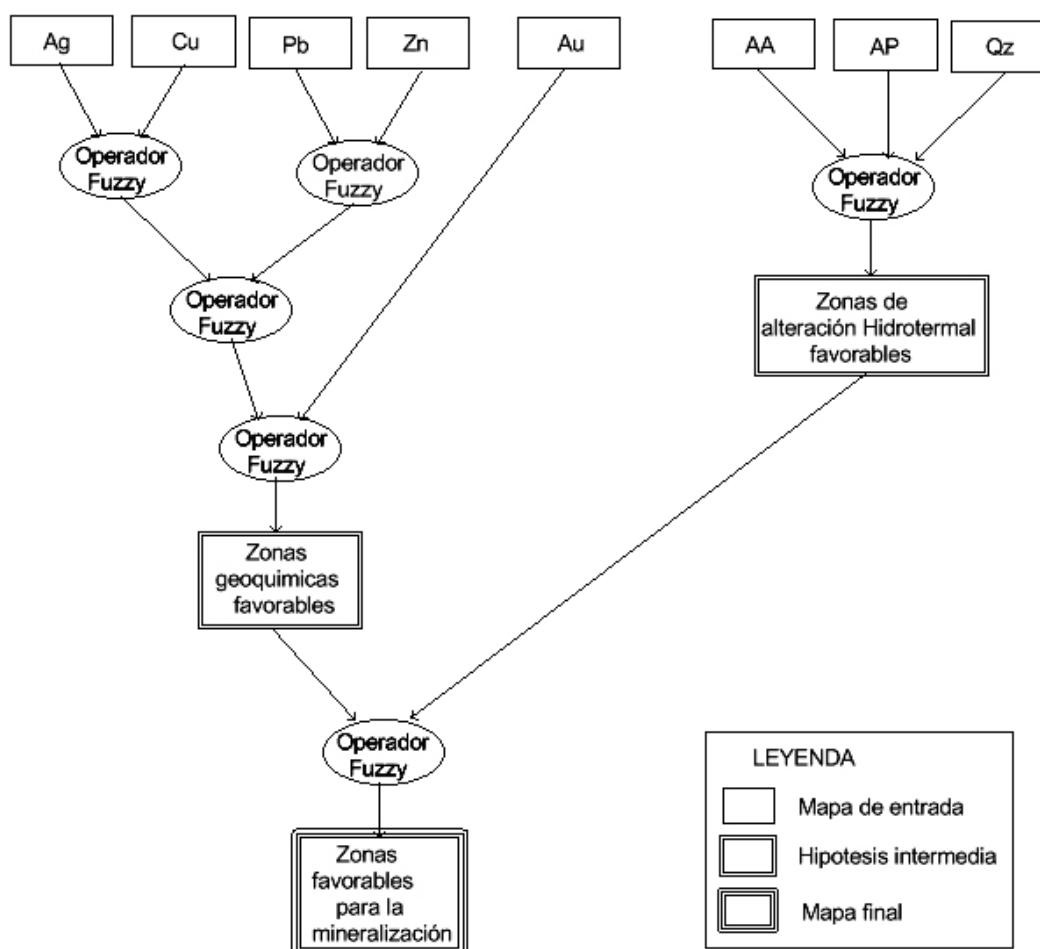 Ag
Cu
Pb
Zn
Au
AA
AP
Qz
Operador
Fuzzy
Operador
Fuzzy
Operador
Fuzzy
Operador
Fuzzy
Zonas de
alteración Hidrotermal
favorables
Operador
Fuzzy
Zonas
geoquimicas
favorables
Operador
Fuzzy
Zonas
favorables
para la
mineralización
LEYENDA
Mapa de entrada
Hipotesis intermedia
Mapa final